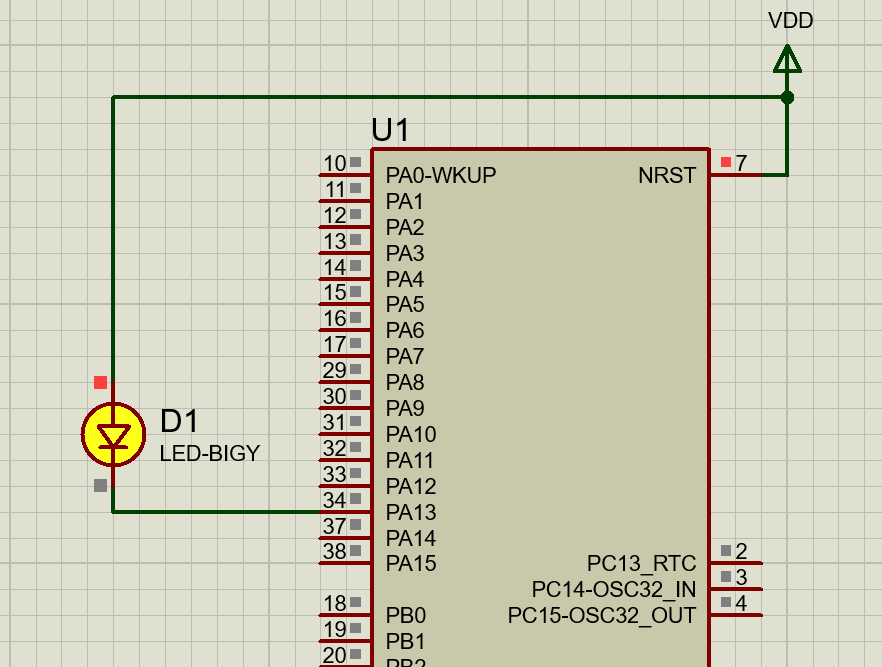 VDD
U1
10 PA0-WKUP NRST 7
11 PA1
12 PA2
13 PA3
14 PA4
15 PA5
16 PA6
17 PA7
29 PA8
30 PA9
31 PA10
32 PA11
33 PA12
34 PA13
37 PA14
38 PA15
D1
LED-BIGY
PC13_RTC 2
PC14-OSC32_IN 3
PC15-OSC32_OUT 4
18 PB0
19 PB1
20 PB2